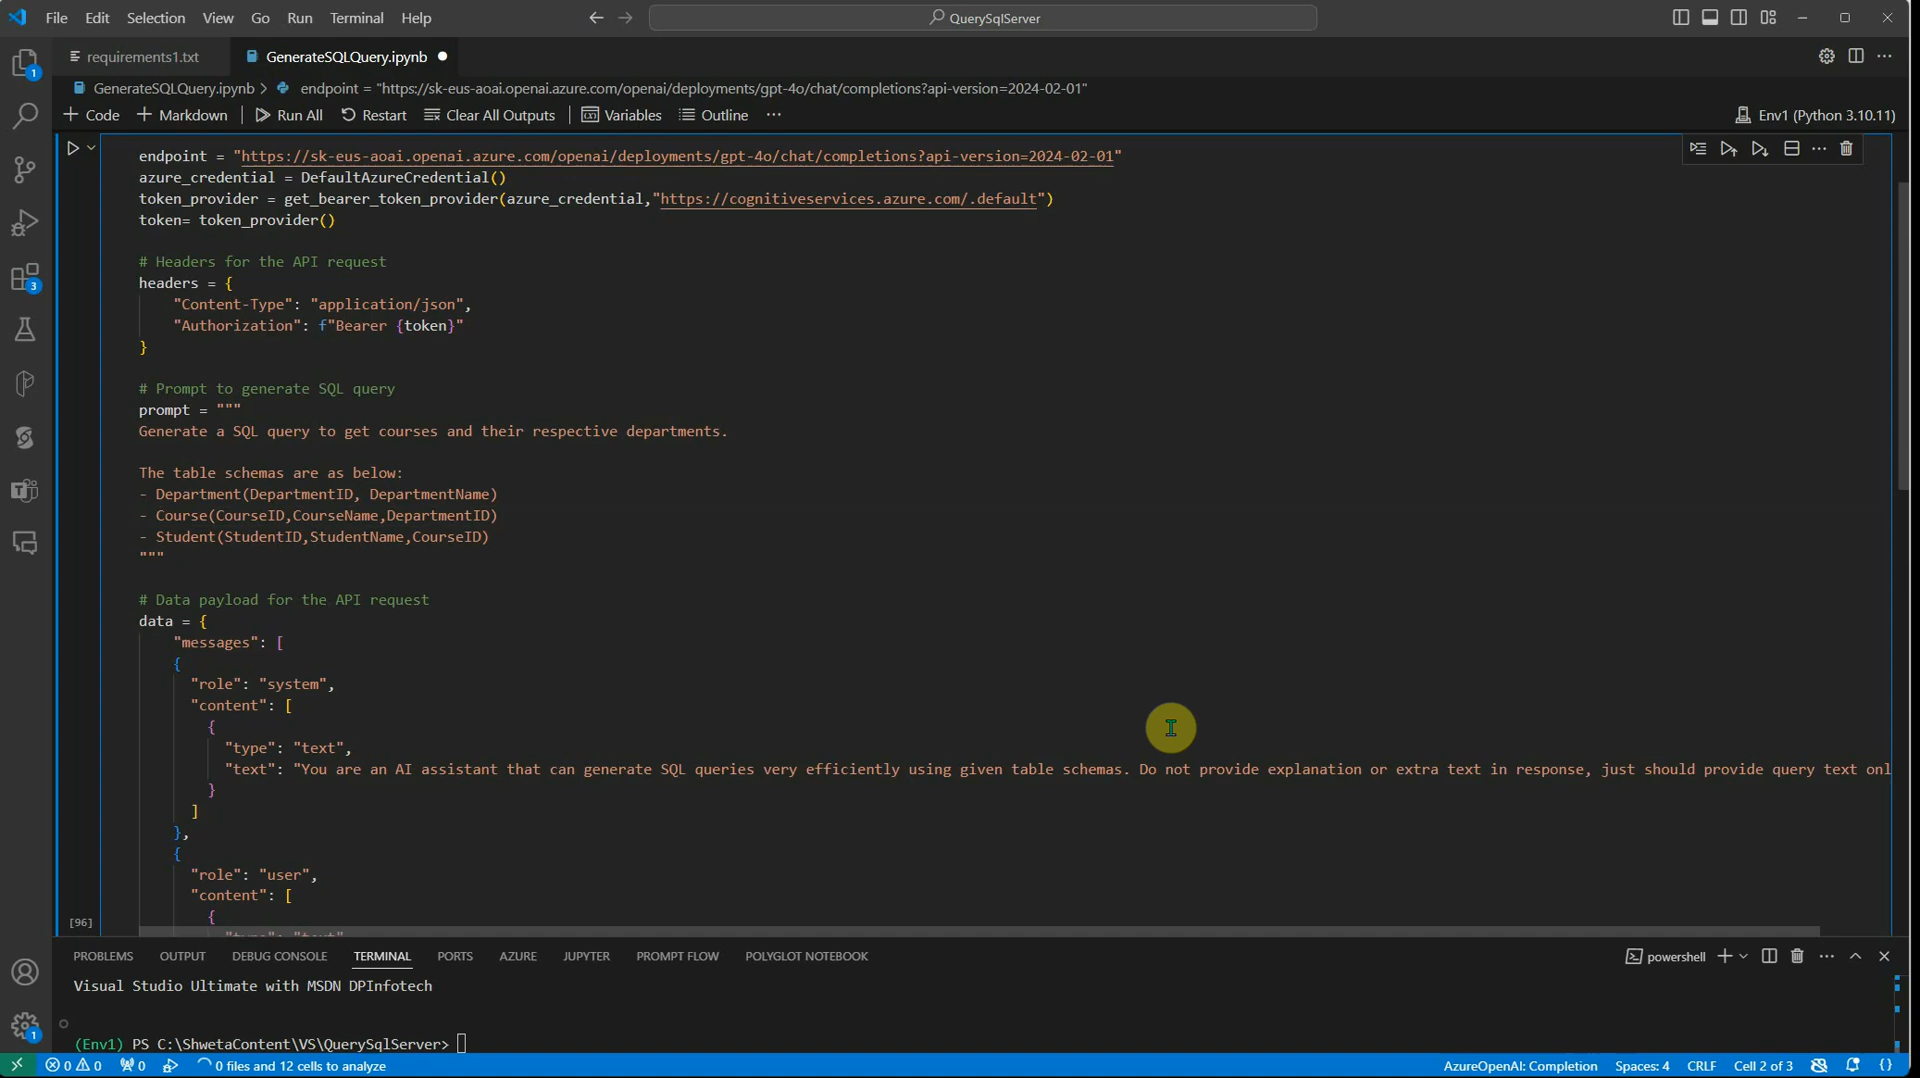 File Edit Selection View Go Run Terminal Help
QuerySqlServer
requirements1.txt
GenerateSQLQuery.ipynb
GenerateSQLQuery.ipynb > endpoint = "https://sk-eus-aoai.openai.azure.com/openai/deployments/gpt-4o/chat/completions?api-version=2024-02-01"
+ Code + Markdown Run All Restart Clear All Outputs Variables Outline ...
Env1 (Python 3.10.11)
endpoint = "https://sk-eus-aoai.openai.azure.com/openai/deployments/gpt-4o/chat/completions?api-version=2024-02-01"
azure_credential = DefaultAzureCredential()
token_provider = get_bearer_token_provider(azure_credential,"https://cognitiveservices.azure.com/.default")
token= token_provider()
# Headers for the API request
headers = {
"Content-Type": "application/json",
"Authorization": f"Bearer {token}"
}
# Prompt to generate SQL query
prompt = """
Generate a SQL query to get courses and their respective departments.
The table schemas are as below:
- Department(DepartmentID, DepartmentName)
- Course(CourseID,CourseName,DepartmentID)
- Student(StudentID,StudentName,CourseID)
"""
# Data payload for the API request
data = {
"messages": [
{
"role": "system",
"content": [
{
"type": "text",
"text": "You are an AI assistant that can generate SQL queries very efficiently using given table schemas. Do not provide explanation or extra text in response, just should provide query text onl
}
]
},
{
"role": "user",
"content": [
{
[96]
PROBLEMS OUTPUT DEBUG CONSOLE TERMINAL PORTS AZURE JUPYTER PROMPT FLOW POLYGLOT NOTEBOOK
powershell
Visual Studio Ultimate with MSDN DPInfotech
(Env1) PS C:\ShwetaContent\VS\QuerySqlServer>
0 0 0 0 files and 12 cells to analyze
AzureOpenAI: Completion Spaces: 4 CRLF Cell 2 of 3
1
3
1